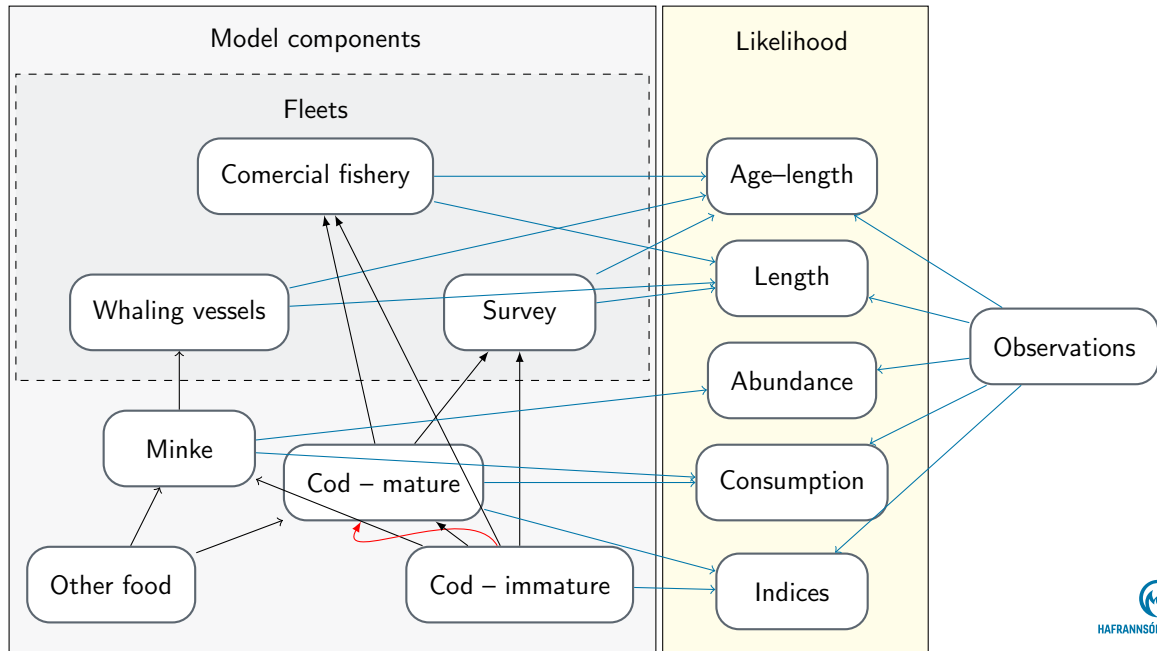 Model components
Likelihood
Fleets
Comercial fishery
Age–length
Length
Whaling vessels
Survey
Observations
Abundance
Minke
Cod – mature
Consumption
Other food
Cod – immature
Indices